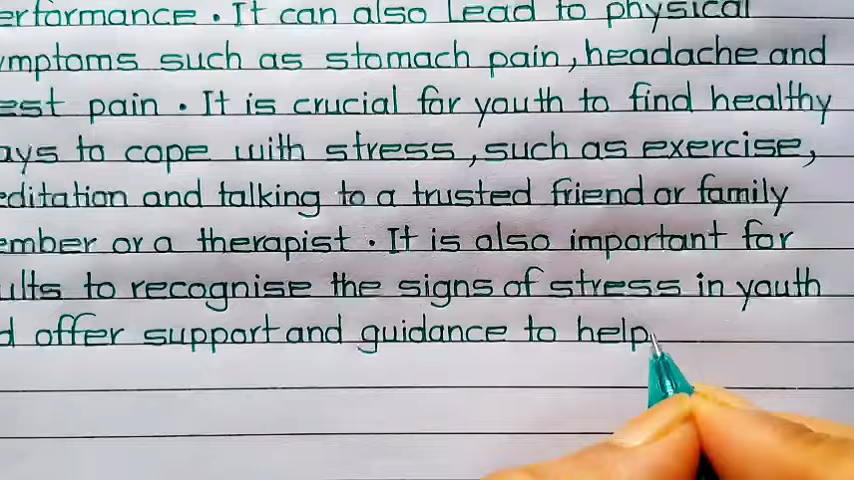 erformance. It can also lead to physical
ymptoms such as stomach pain, headache and
est pain. It is crucial for youth to find healthy
ays to cope with stress, such as exercise,
editation and talking to a trusted friend or family
ember or a therapist. It is also important for
ults to recognise the signs of stress in youth
d offer support and guidance to help